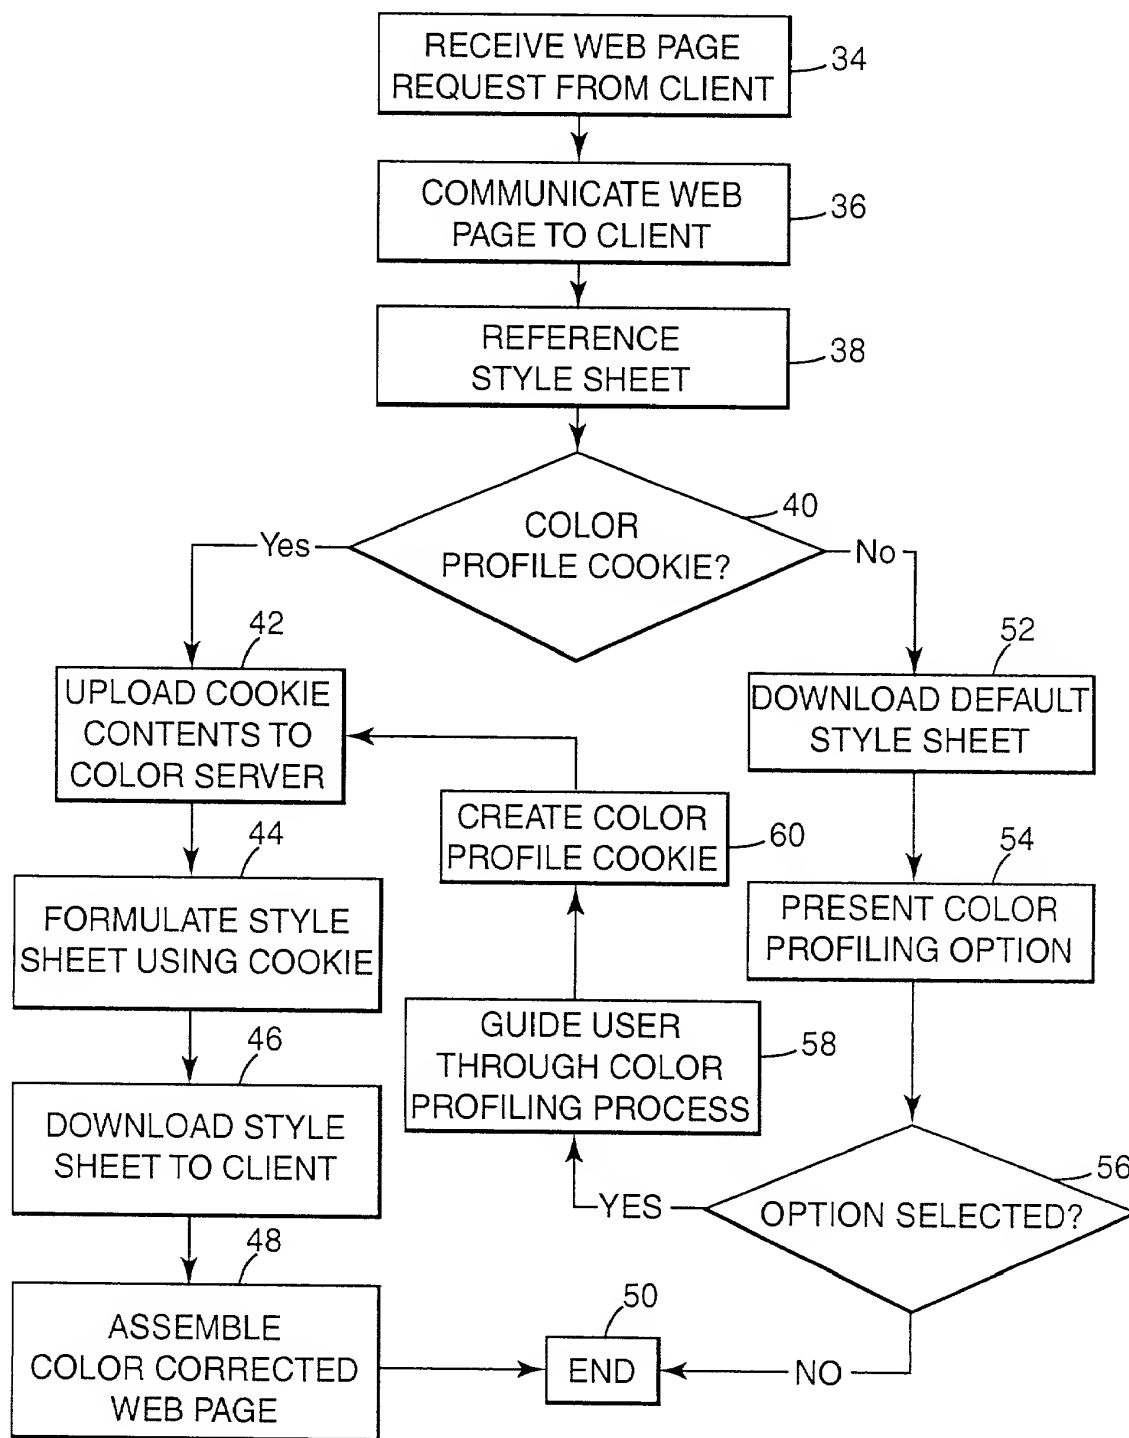 RECEIVE WEB PAGE
REQUEST FROM CLIENT
34
COMMUNICATE WEB
PAGE TO CLIENT
36
REFERENCE
STYLE SHEET
38
COLOR
PROFILE COOKIE?
40
Yes
No
42
UPLOAD COOKIE
CONTENTS TO
COLOR SERVER
52
DOWNLOAD DEFAULT
STYLE SHEET
CREATE COLOR
PROFILE COOKIE
60
44
FORMULATE STYLE
SHEET USING COOKIE
54
PRESENT COLOR
PROFILING OPTION
GUIDE USER
THROUGH COLOR
PROFILING PROCESS
58
46
DOWNLOAD STYLE
SHEET TO CLIENT
56
OPTION SELECTED?
YES
48
ASSEMBLE
COLOR CORRECTED
WEB PAGE
50
END
NO